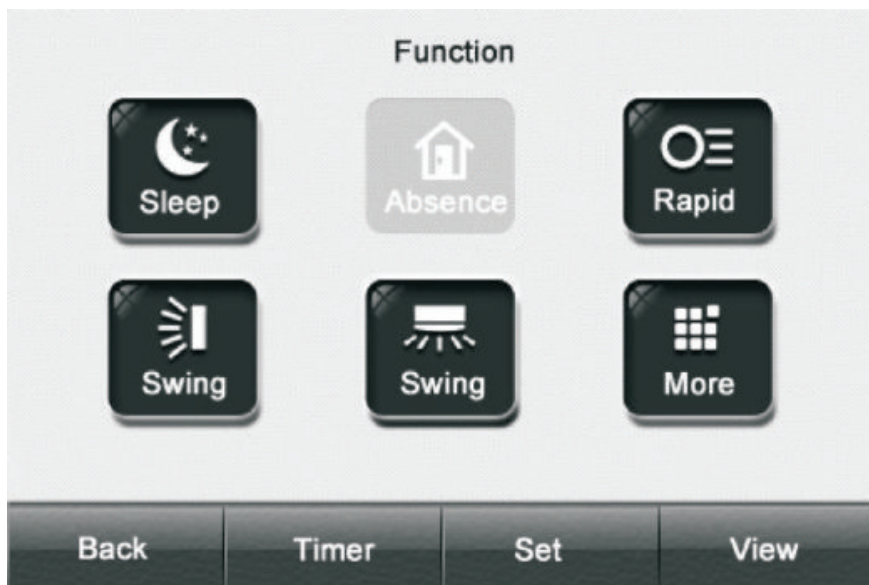 Function
Sleep
Absence
Rapid
Swing
Swing
More
Back Timer Set View